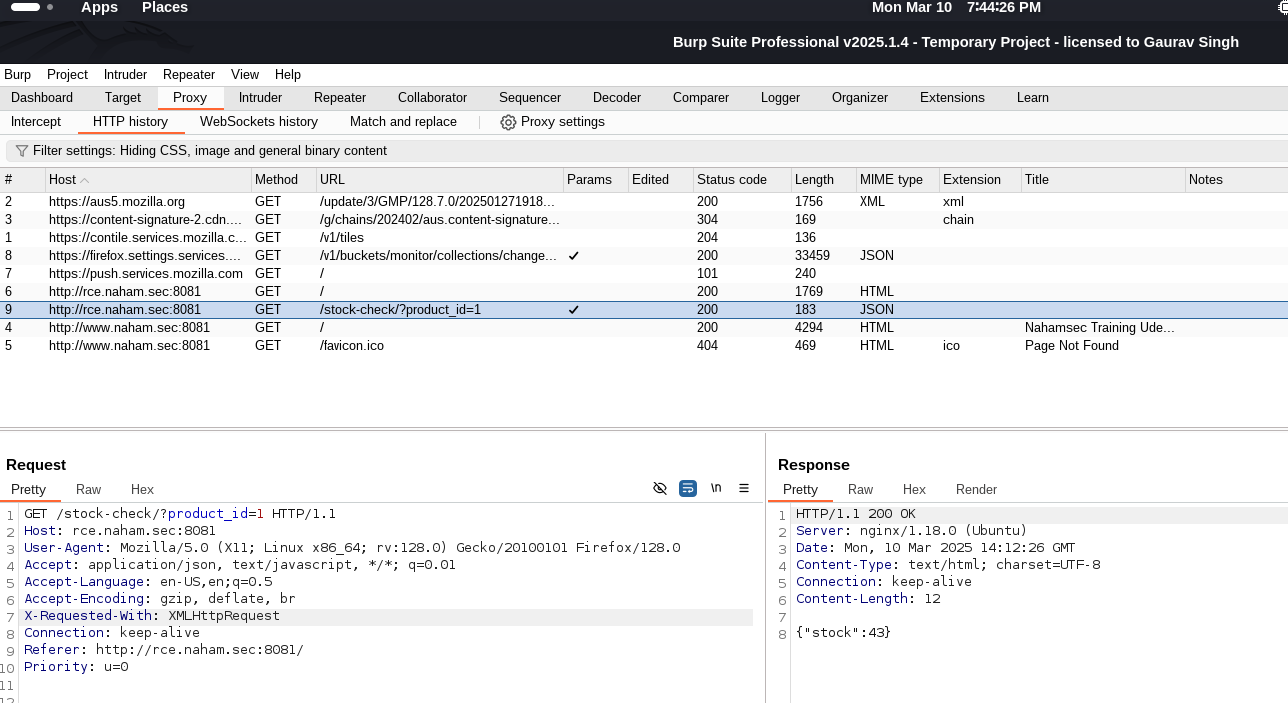 Apps Places Mon Mar 10 7:44:26 PM
Burp Suite Professional v2025.1.4 - Temporary Project - licensed to Gaurav Singh
Burp Project Intruder Repeater View Help
Dashboard Target Proxy Intruder Repeater Collaborator Sequencer Decoder Comparer Logger Organizer Extensions Learn
Intercept HTTP history WebSockets history Match and replace Proxy settings
Filter settings: Hiding CSS, image and general binary content
# Host Method URL Params Edited Status code Length MIME type Extension Title Notes
2 https://aus5.mozilla.org GET /update/3/GMP/128.7.0/202501271918... 200 1756 XML xml
3 https://content-signature-2.cdn.... GET /g/chains/202402/aus.content-signature... 304 169 chain
1 https://contile.services.mozilla.c... GET /v1/tiles 204 136
8 https://firefox.settings.services.... GET /v1/buckets/monitor/collections/change... ✓ 200 33459 JSON
7 https://push.services.mozilla.com GET / 101 240
6 http://rce.naham.sec:8081 GET / 200 1769 HTML
9 http://rce.naham.sec:8081 GET /stock-check/?product_id=1 ✓ 200 183 JSON
4 http://www.naham.sec:8081 GET / 200 4294 HTML Nahamsec Training Ude...
5 http://www.naham.sec:8081 GET /favicon.ico 404 469 HTML ico Page Not Found
Request
Pretty Raw Hex \n
1 GET /stock-check/?product_id=1 HTTP/1.1
2 Host: rce.naham.sec:8081
3 User-Agent: Mozilla/5.0 (X11; Linux x86_64; rv:128.0) Gecko/20100101 Firefox/128.0
4 Accept: application/json, text/javascript, */*; q=0.01
5 Accept-Language: en-US,en;q=0.5
6 Accept-Encoding: gzip, deflate, br
7 X-Requested-With: XMLHttpRequest
8 Connection: keep-alive
9 Referer: http://rce.naham.sec:8081/
10 Priority: u=0
11
12
Response
Pretty Raw Hex Render
1 HTTP/1.1 200 OK
2 Server: nginx/1.18.0 (Ubuntu)
3 Date: Mon, 10 Mar 2025 14:12:26 GMT
4 Content-Type: text/html; charset=UTF-8
5 Connection: keep-alive
6 Content-Length: 12
7
8 {"stock":43}